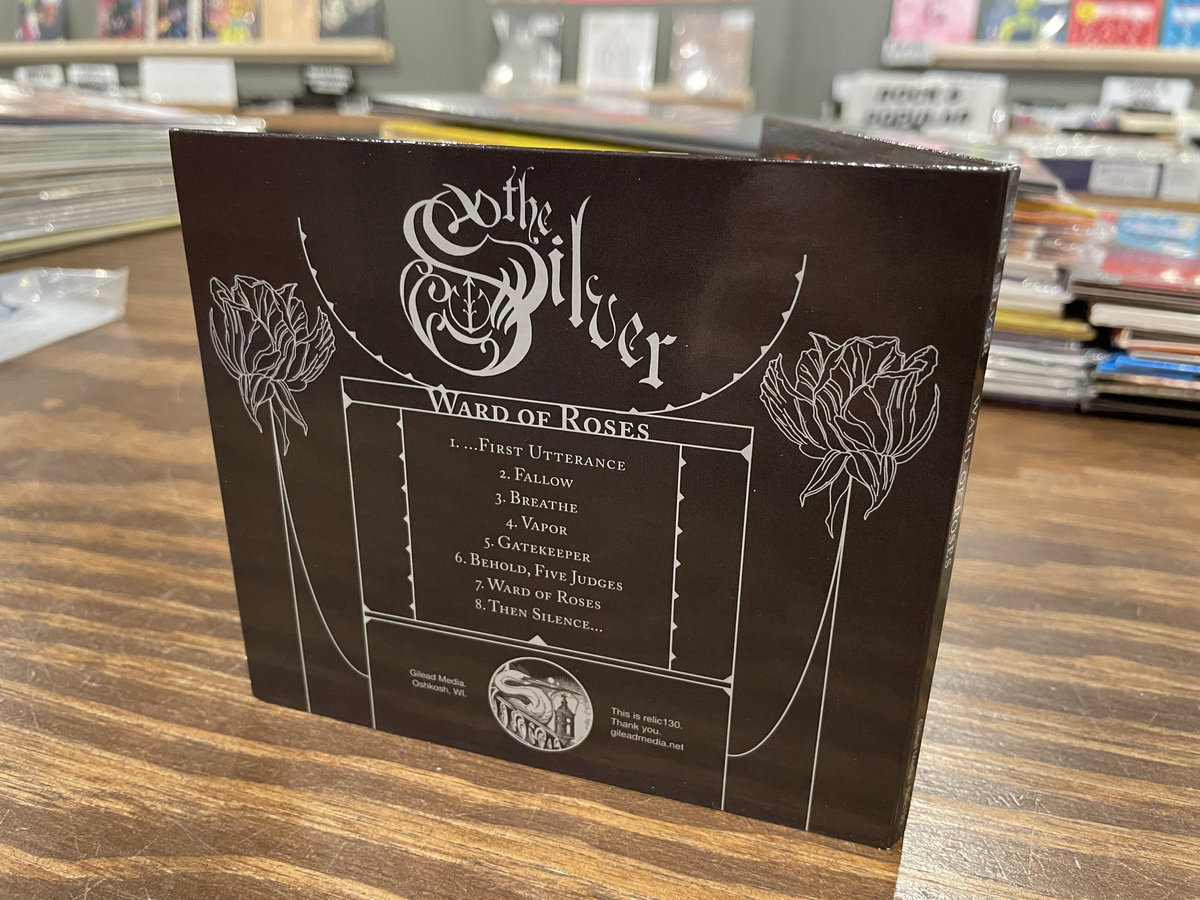 ROCK &
POPULAR
the
Silver
WARD OF ROSES
1. ...FIRST UTTERANCE
2. FALLOW
3. BREATHE
4. VAPOR
5. GATEKEEPER
6. BEHOLD, FIVE JUDGES
7. WARD OF ROSES
8. THEN SILENCE...
Gilead Media.
Oshkosh, WI.
This is relic130.
Thank you.
gileadmedia.net
WARD OF ROSES